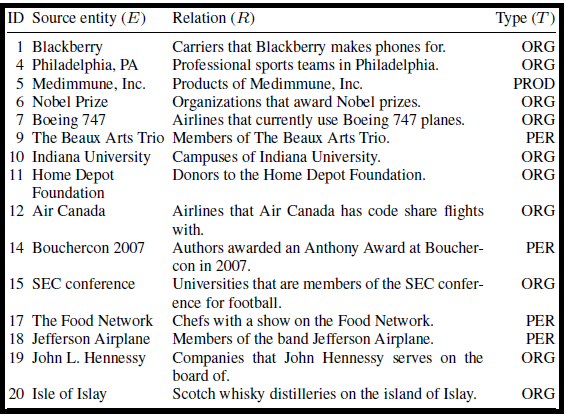 ID Source entity (E) Relation (R) Type (T)
1 Blackberry Carriers that Blackberry makes phones for. ORG
4 Philadelphia, PA Professional sports teams in Philadelphia. ORG
5 Medimmune, Inc. Products of Medimmune, Inc. PROD
6 Nobel Prize Organizations that award Nobel prizes. ORG
7 Boeing 747 Airlines that currently use Boeing 747 planes. ORG
9 The Beaux Arts Trio Members of The Beaux Arts Trio. PER
10 Indiana University Campuses of Indiana University. ORG
11 Home Depot Donors to the Home Depot Foundation. ORG
Foundation
12 Air Canada Airlines that Air Canada has code share flights ORG
with.
14 Bouchercon 2007 Authors awarded an Anthony Award at Boucher- PER
con in 2007.
15 SEC conference Universities that are members of the SEC confer- ORG
ence for football.
17 The Food Network Chefs with a show on the Food Network. PER
18 Jefferson Airplane Members of the band Jefferson Airplane. PER
19 John L. Hennessy Companies that John Hennessy serves on the ORG
board of.
20 Isle of Islay Scotch whisky distilleries on the island of Islay. ORG